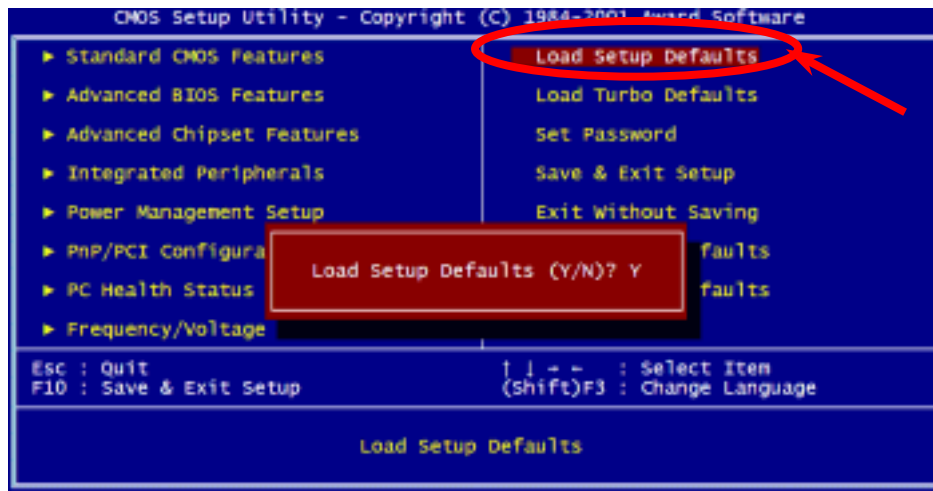 CMOS Setup Utility - Copyright (C) 1984-2001 Award Software
► Standard CMOS Features
► Advanced BIOS Features
► Advanced Chipset Features
► Integrated Peripherals
► Power Management Setup
► PnP/PCI Configura
► PC Health Status
► Frequency/Voltage
Load Setup Defaults
Load Turbo Defaults
Set Password
Save & Exit Setup
Exit Without Saving
faults
faults
Load Setup Defaults (Y/N)? Y
Esc : Quit
F10 : Save & Exit Setup
↑ ↓ → ← : Select Item
(Shift)F3 : Change Language
Load Setup Defaults